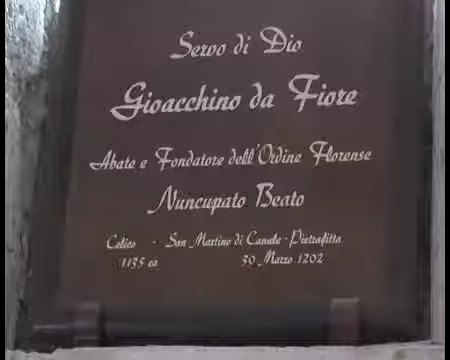 Servo di Dio
Gioacchino da Fiore
Abate e Fondatore dell'Ordine Florense
Nuncupato Beato
Celico - San Martino di Canale - Pietrafitta
1135 ca 30 Marzo 1202